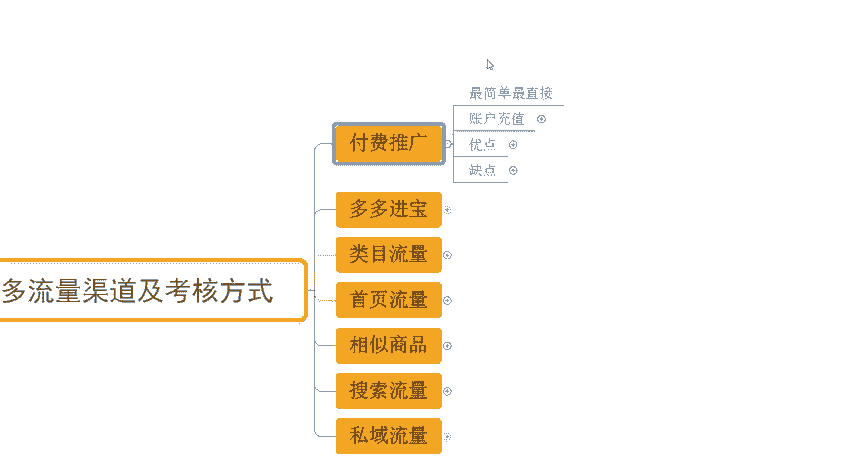 最简单最直接
账户充值
付费推广
优点
缺点
多多进宝
类目流量
多流量渠道及考核方式
首页流量
相似商品
搜索流量
私域流量